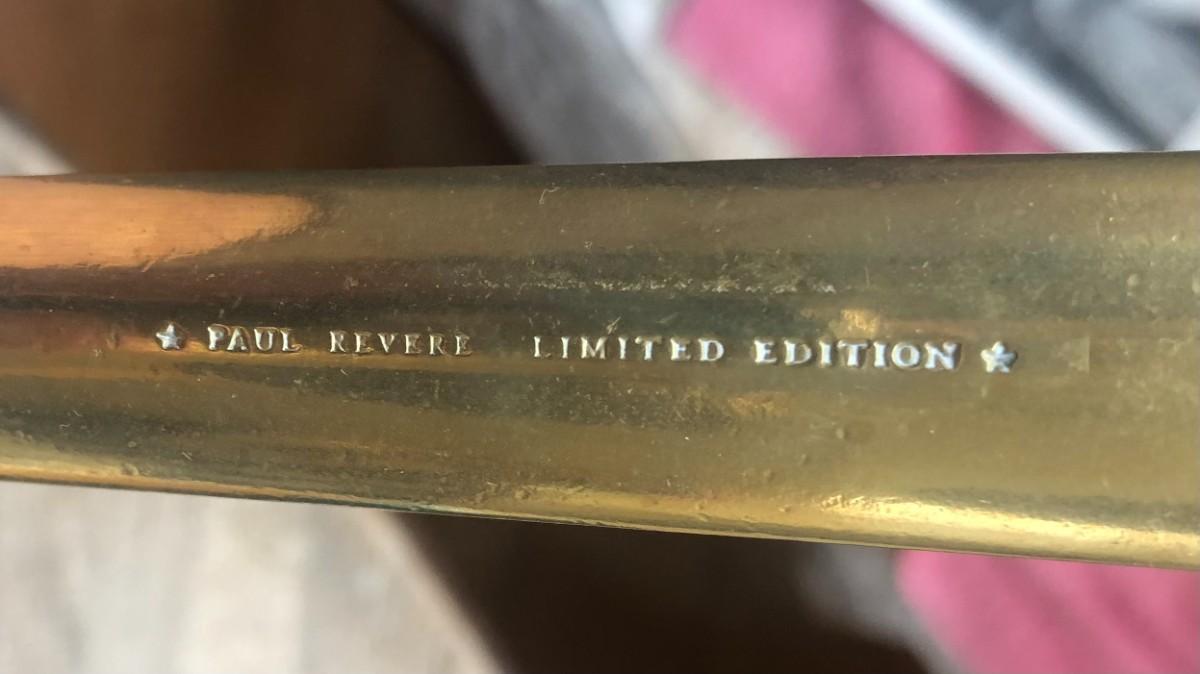 ★ PAUL REVERE LIMITED EDITION ★